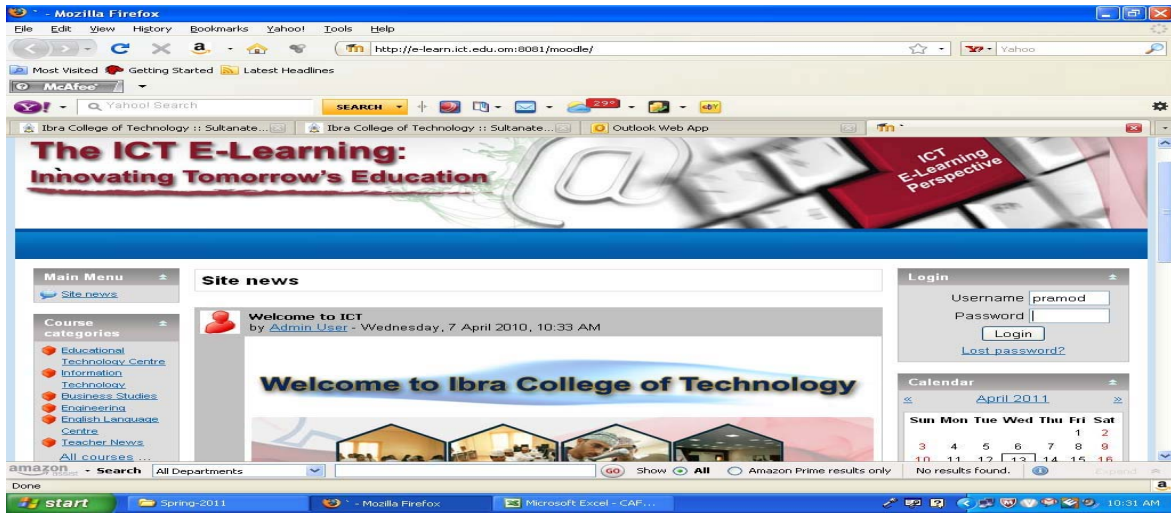 - Mozilla Firefox
File Edit View History Bookmarks Yahoo! Tools Help
http://e-learn.ict.edu.om:8081/moodle/
Yahoo
Most Visited Getting Started Latest Headlines
McAfee
Yahoo! Search SEARCH 29° ebY
Ibra College of Technology :: Sultanate... Ibra College of Technology :: Sultanate... Outlook Web App
The ICT E-Learning:
Innovating Tomorrow's Education
ICT
E-Learning
Perspective
Main Menu
Site news
Course
categories
Educational
Technology Centre
Information
Technology
Business Studies
Engineering
English Language
Centre
Teacher News
All courses ...
Site news
Welcome to ICT
by Admin User - Wednesday, 7 April 2010, 10:33 AM
Welcome to Ibra College of Technology
Login
Username pramod
Password
Login
Lost password?
Calendar
« April 2011 »
Sun Mon Tue Wed Thu Fri Sat
1 2
3 4 5 6 7 8 9
10 11 12 13 14 15 16
amazon - Search All Departments GO Show All Amazon Prime results only No results found. Expand
Done
start Spring-2011 - Mozilla Firefox Microsoft Excel - CAF... 10:31 AM